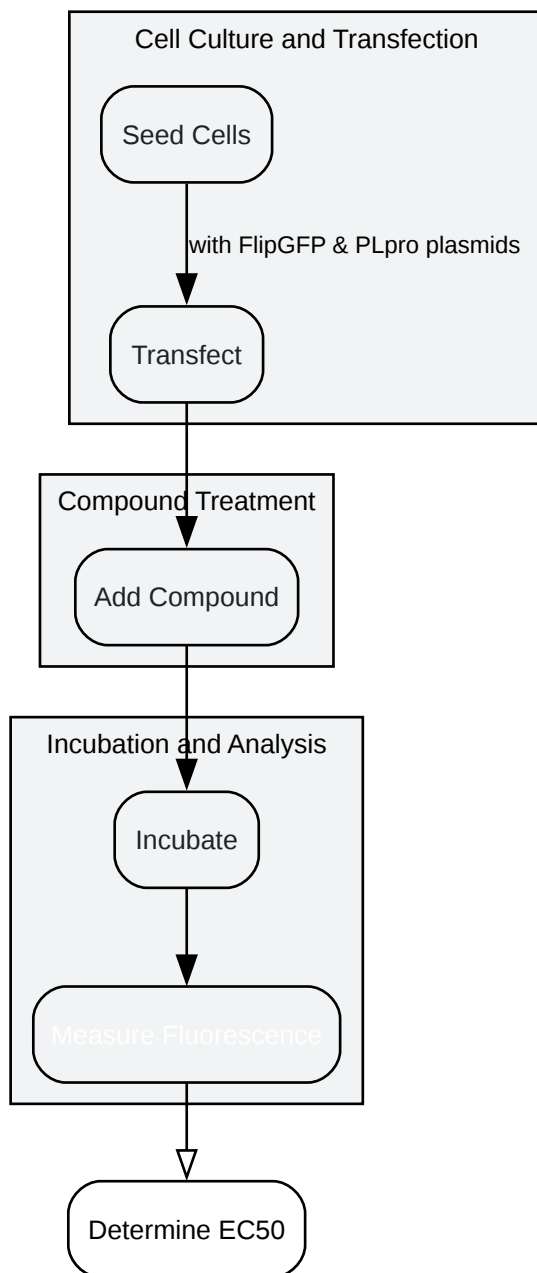 Cell Culture and Transfection
Seed Cells
with FlipGFP & PLpro plasmids
Transfect
Compound Treatment
Add Compound
Incubation and Analysis
Incubate
Measure Fluorescence
Determine EC50